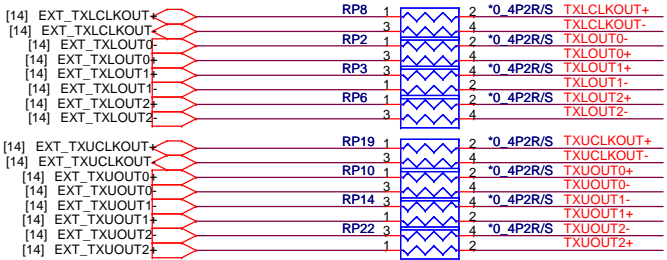 [14] EXT_TXLCLKOUT+ RP8 1 2 *0_4P2R/S TXLCLKOUT+
[14] EXT_TXLCLKOUT- 3 4 TXLCLKOUT-
[14] EXT_TXLOUT0- RP2 1 2 *0_4P2R/S TXLOUT0-
[14] EXT_TXLOUT0+ 3 4 TXLOUT0+
[14] EXT_TXLOUT1+ RP3 3 4 *0_4P2R/S TXLOUT1+
[14] EXT_TXLOUT1- 1 2 TXLOUT1-
[14] EXT_TXLOUT2+ RP6 1 2 *0_4P2R/S TXLOUT2+
[14] EXT_TXLOUT2- 3 4 TXLOUT2-
[14] EXT_TXUCLKOUT+ RP19 1 2 *0_4P2R/S TXUCLKOUT+
[14] EXT_TXUCLKOUT- 3 4 TXUCLKOUT-
[14] EXT_TXUOUT0+ RP10 1 2 *0_4P2R/S TXUOUT0+
[14] EXT_TXUOUT0- 3 4 TXUOUT0-
[14] EXT_TXUOUT1- RP14 3 4 *0_4P2R/S TXUOUT1-
[14] EXT_TXUOUT1+ 1 2 TXUOUT1+
[14] EXT_TXUOUT2- RP22 3 4 *0_4P2R/S TXUOUT2-
[14] EXT_TXUOUT2+ 1 2 TXUOUT2+